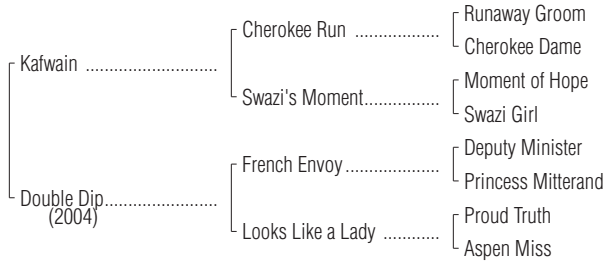 Runaway Groom
Cherokee Run ..................
Cherokee Dame
Kafwain ............................
Moment of Hope
Swazi's Moment................
Swazi Girl
Deputy Minister
French Envoy....................
Princess Mitterand
Double Dip........................
(2004)
Proud Truth
Looks Like a Lady ............
Aspen Miss